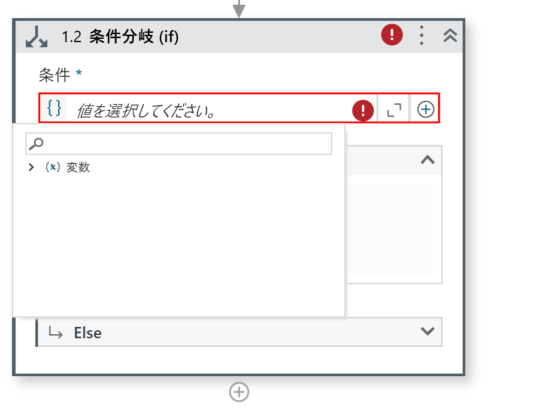 1.2 条件分岐 (if)
条件 *
{} 値を選択してください。
(x) 変数
Else